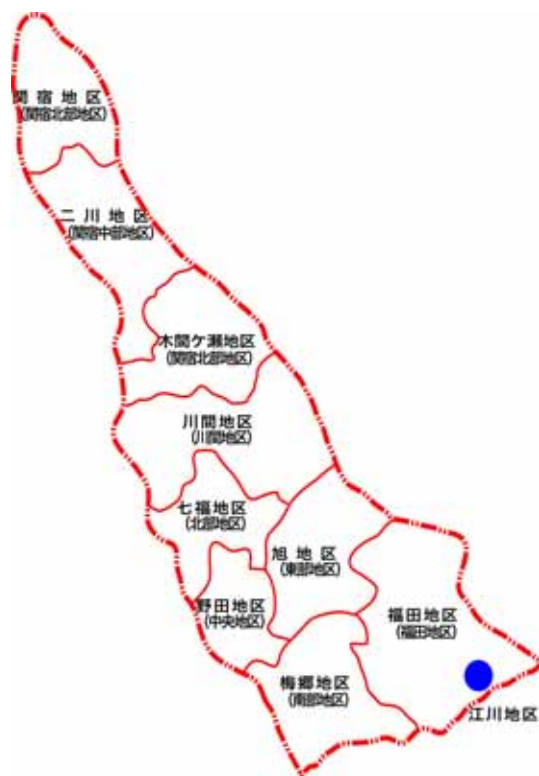 関宿地区
(関宿北部地区)
二川地区
(関宿中部地区)
木間ケ瀬地区
(関宿北部地区)
川間地区
(川間地区)
七福地区
(北部地区)
旭地区
(東部地区)
野田地区
(中央地区)
福田地区
(福田地区)
梅郷地区
(南部地区)
江川地区